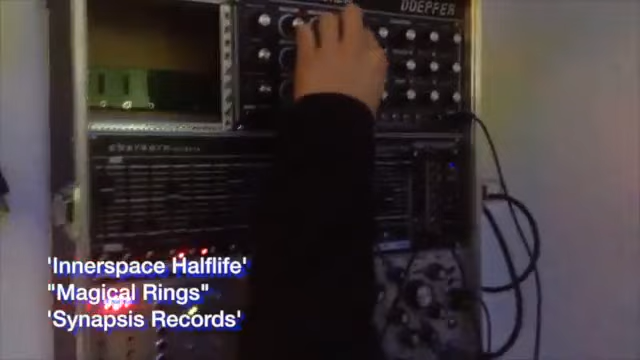 DOEPFER
'Innerspace Halflife'
"Magical Rings"
'Synapsis Records'